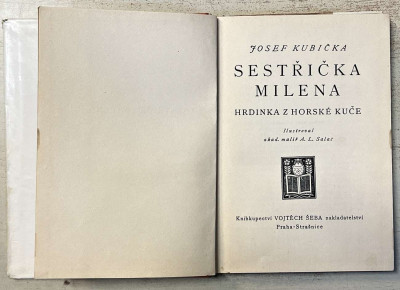 JOSEF KUBIČKA
SESTŘIČKA
MILENA
HRDINKA Z HORSKÉ KUČE
Ilustroval
akad. malíř A. L. Salač
Knihkupectví VOJTĚCH ŠEBA nakladatelství
Praha-Strašnice